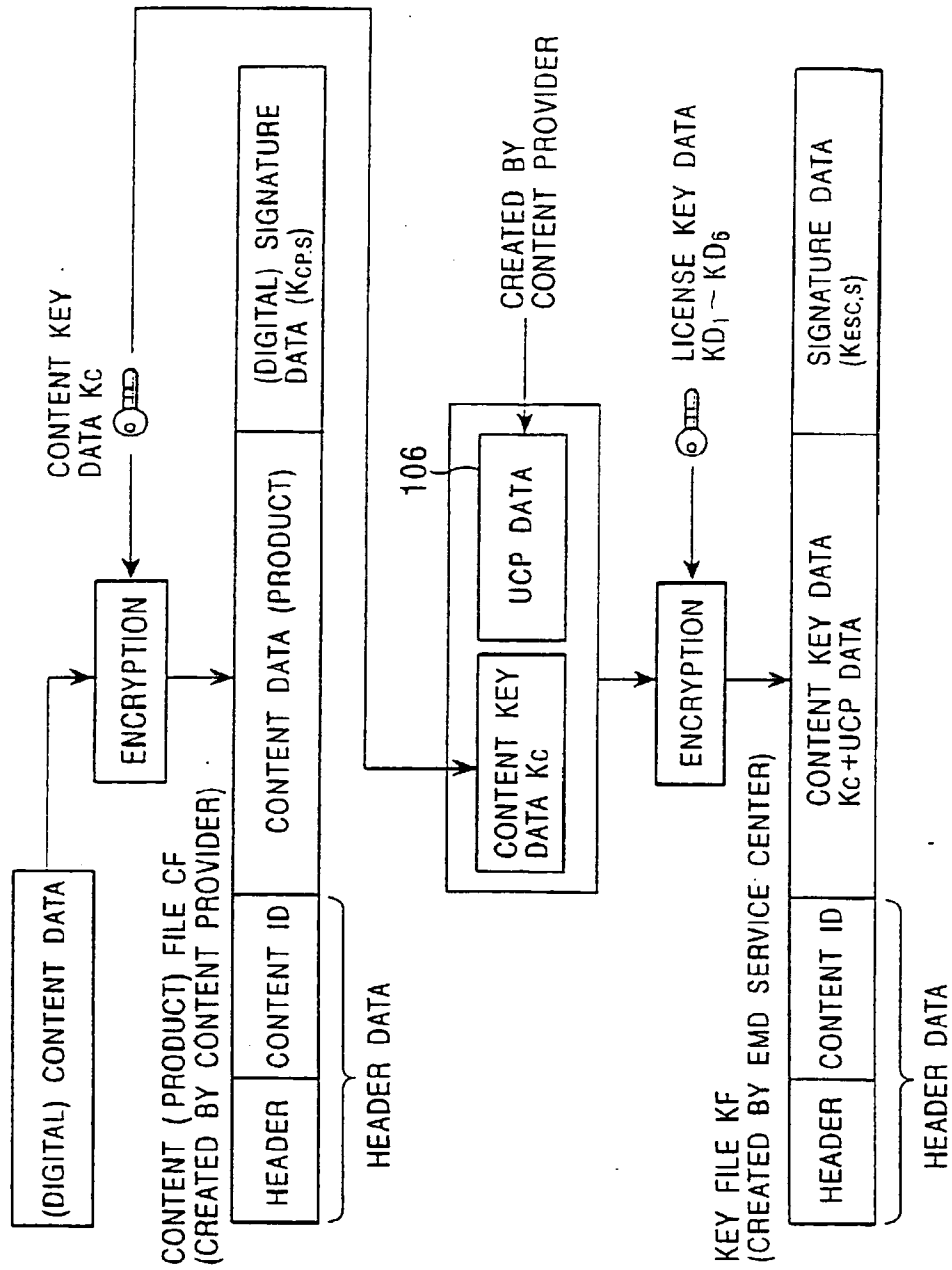 (DIGITAL) CONTENT DATA
CONTENT KEY
DATA Kc
ENCRYPTION
CONTENT (PRODUCT) FILE CF
(CREATED BY CONTENT PROVIDER)
HEADER
CONTENT ID
CONTENT DATA (PRODUCT)
(DIGITAL) SIGNATURE
DATA (KCP.S)
HEADER DATA
106
CONTENT KEY
DATA Kc
UCP DATA
CREATED BY
CONTENT PROVIDER
ENCRYPTION
LICENSE KEY DATA
KD1 ~ KD6
KEY FILE KF
(CREATED BY EMD SERVICE CENTER)
HEADER
CONTENT ID
CONTENT KEY DATA
Kc+UCP DATA
SIGNATURE DATA
(KESC,S)
HEADER DATA